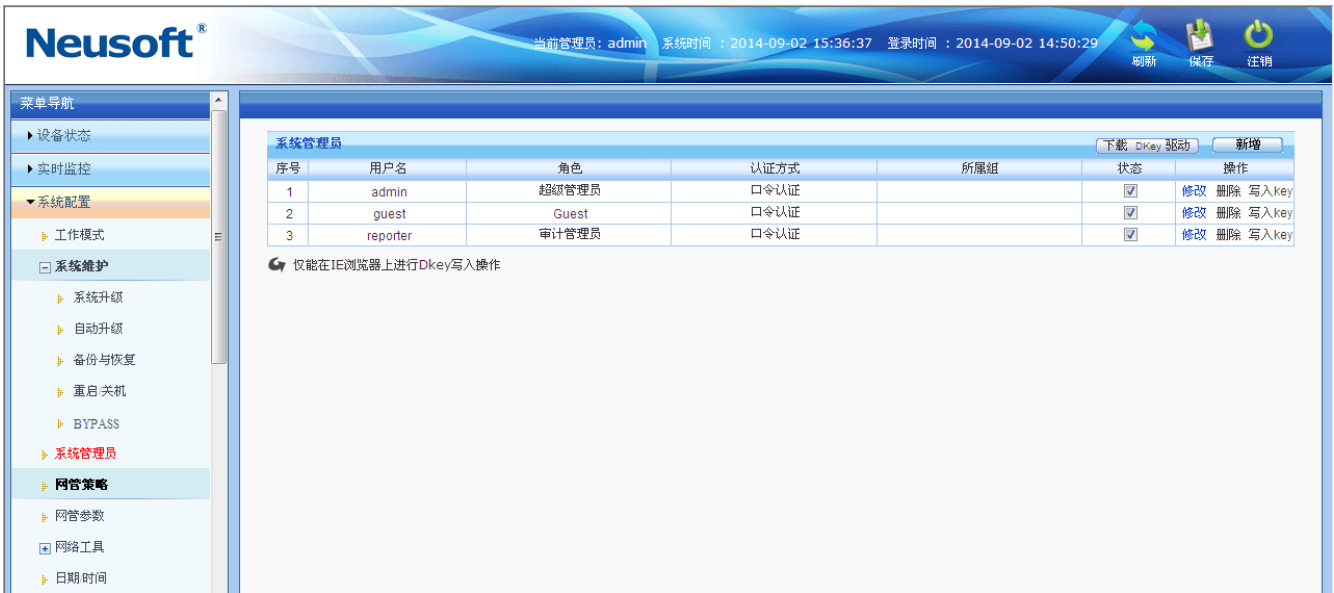 Neusoft®
当前管理员: admin 系统时间 : 2014-09-02 15:36:37 登录时间 : 2014-09-02 14:50:29
刷新 保存 注销
菜单导航
设备状态
实时监控
系统配置
工作模式
系统维护
系统升级
自动升级
备份与恢复
重启/关机
BYPASS
系统管理员
网管策略
网管参数
网络工具
日期/时间
系统管理员 下载 DKey 驱动 新增
序号 用户名 角色 认证方式 所属组 状态 操作
1 admin 超级管理员 口令认证 修改 删除 写入key
2 guest Guest 口令认证 修改 删除 写入key
3 reporter 审计管理员 口令认证 修改 删除 写入key
仅能在IE浏览器上进行Dkey写入操作